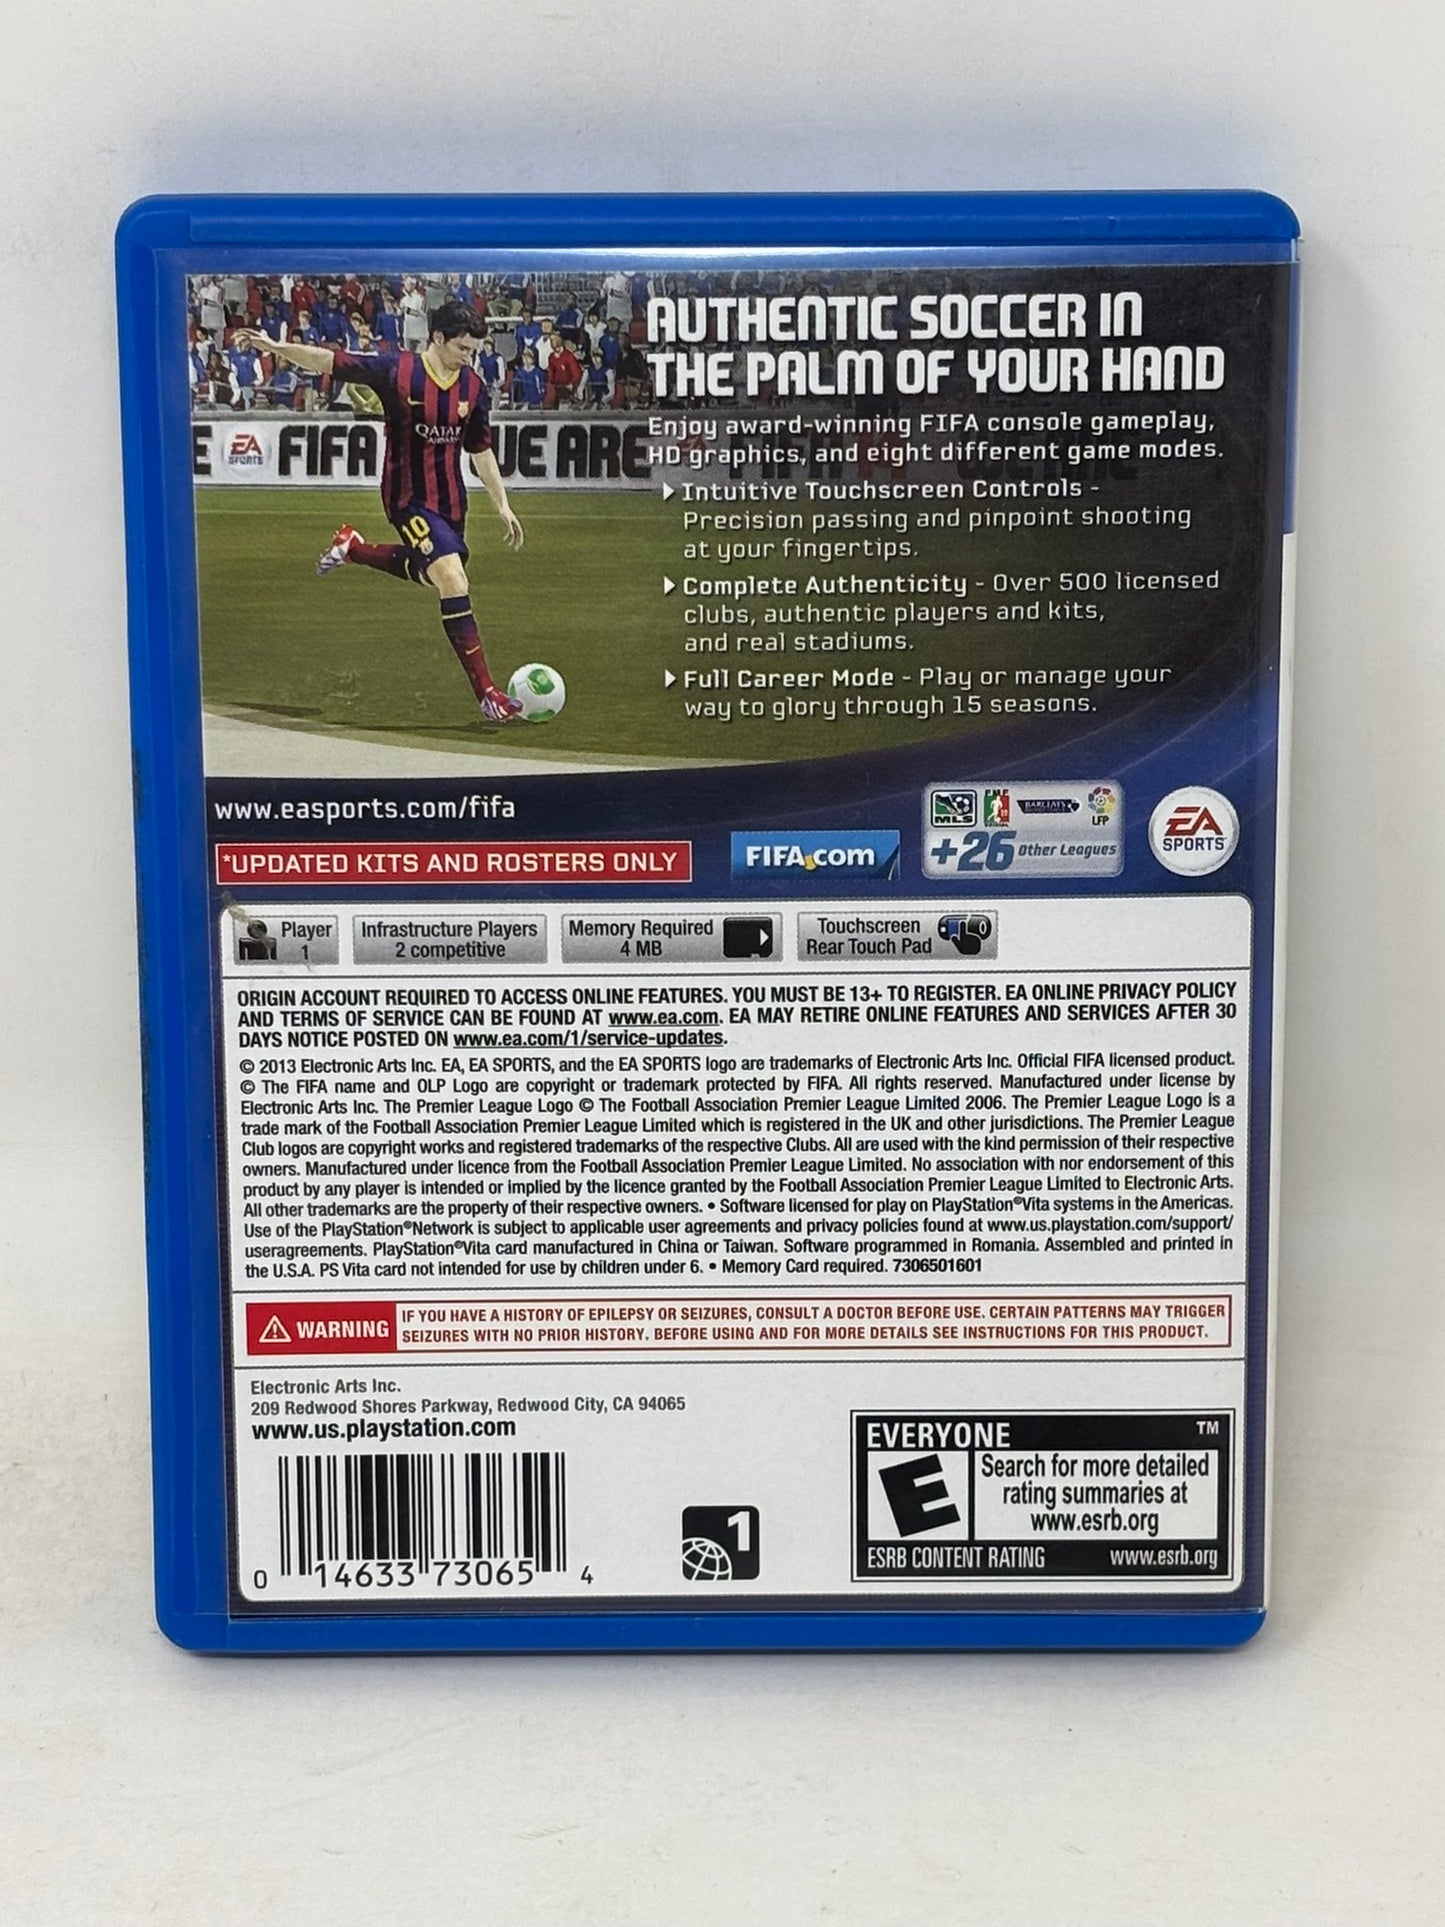 AUTHENTIC SOCCER IN
THE PALM OF YOUR HAND
Enjoy award-winning FIFA console gameplay,
HD graphics, and eight different game modes.
Intuitive Touchscreen Controls -
Precision passing and pinpoint shooting
at your fingertips.
Complete Authenticity - Over 500 licensed
clubs, authentic players and kits,
and real stadiums.
Full Career Mode - Play or manage your
way to glory through 15 seasons.
E EA SPORTS FIFA WE ARE FIFA WE ARE
QATAR AIRWAYS
10
www.easports.com/fifa
*UPDATED KITS AND ROSTERS ONLY
FIFA.com
MLS BARCLAYS LFP
+26 Other Leagues
EA SPORTS
Player
1
Infrastructure Players
2 competitive
Memory Required
4 MB
Touchscreen
Rear Touch Pad
ORIGIN ACCOUNT REQUIRED TO ACCESS ONLINE FEATURES. YOU MUST BE 13+ TO REGISTER. EA ONLINE PRIVACY POLICY
AND TERMS OF SERVICE CAN BE FOUND AT www.ea.com. EA MAY RETIRE ONLINE FEATURES AND SERVICES AFTER 30
DAYS NOTICE POSTED ON www.ea.com/1/service-updates.
© 2013 Electronic Arts Inc. EA, EA SPORTS, and the EA SPORTS logo are trademarks of Electronic Arts Inc. Official FIFA licensed product.
© The FIFA name and OLP Logo are copyright or trademark protected by FIFA. All rights reserved. Manufactured under license by
Electronic Arts Inc. The Premier League Logo © The Football Association Premier League Limited 2006. The Premier League Logo is a
trade mark of the Football Association Premier League Limited which is registered in the UK and other jurisdictions. The Premier League
Club logos are copyright works and registered trademarks of the respective Clubs. All are used with the kind permission of their respective
owners. Manufactured under licence from the Football Association Premier League Limited. No association with nor endorsement of this
product by any player is intended or implied by the licence granted by the Football Association Premier League Limited to Electronic Arts.
All other trademarks are the property of their respective owners. • Software licensed for play on PlayStation®Vita systems in the Americas.
Use of the PlayStation®Network is subject to applicable user agreements and privacy policies found at www.us.playstation.com/support/
useragreements. PlayStation®Vita card manufactured in China or Taiwan. Software programmed in Romania. Assembled and printed in
the U.S.A. PS Vita card not intended for use by children under 6. • Memory Card required. 7306501601
WARNING
IF YOU HAVE A HISTORY OF EPILEPSY OR SEIZURES, CONSULT A DOCTOR BEFORE USE. CERTAIN PATTERNS MAY TRIGGER
SEIZURES WITH NO PRIOR HISTORY. BEFORE USING AND FOR MORE DETAILS SEE INSTRUCTIONS FOR THIS PRODUCT.
Electronic Arts Inc.
209 Redwood Shores Parkway, Redwood City, CA 94065
www.us.playstation.com
0 14633 73065 4
1
EVERYONE ™
E
Search for more detailed
rating summaries at
www.esrb.org
ESRB CONTENT RATING www.esrb.org